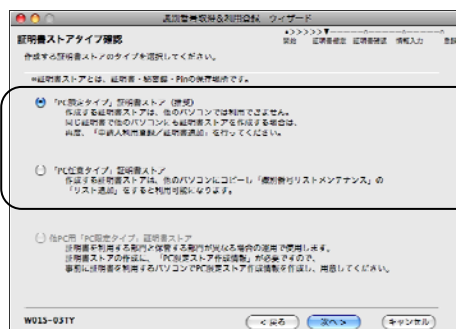 識別番号取得&利用登録 ウィザード
証明書ストアタイプ確認
開始 証明書指定 証明書確認 情報入力 登録
作成する証明書ストアのタイプを選択してください。
※証明書ストアとは、証明書・秘密鍵・Pinの保存場所です。
「PC限定タイプ」証明書ストア (推奨)
作成する証明書ストアは、他のパソコンでは利用できません。
同じ証明書で他のパソコンにも証明書ストアを作成する場合は、
再度、「申請人利用登録/証明書追加」を行ってください。
「PC任意タイプ」証明書ストア
作成する証明書ストアは、他のパソコンにコピーし「識別番号リストメンテナンス」の
「リスト追加」をすると利用可能になります。
他PC用「PC限定タイプ」証明書ストア
証明書を利用する部門と保管する部門が異なる場合の運用で使用します。
証明書ストアの作成に、「PC限定ストア作成情報」が必要ですので、
事前に証明書を利用するパソコンでPC限定ストア作成情報を作成し、用意してください。
W01S-03TY
<戻る 次へ> キャンセル